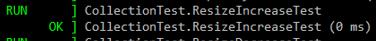 RUN      ] CollectionTest.ResizeIncreaseTest
      OK ] CollectionTest.ResizeIncreaseTest (0 ms)